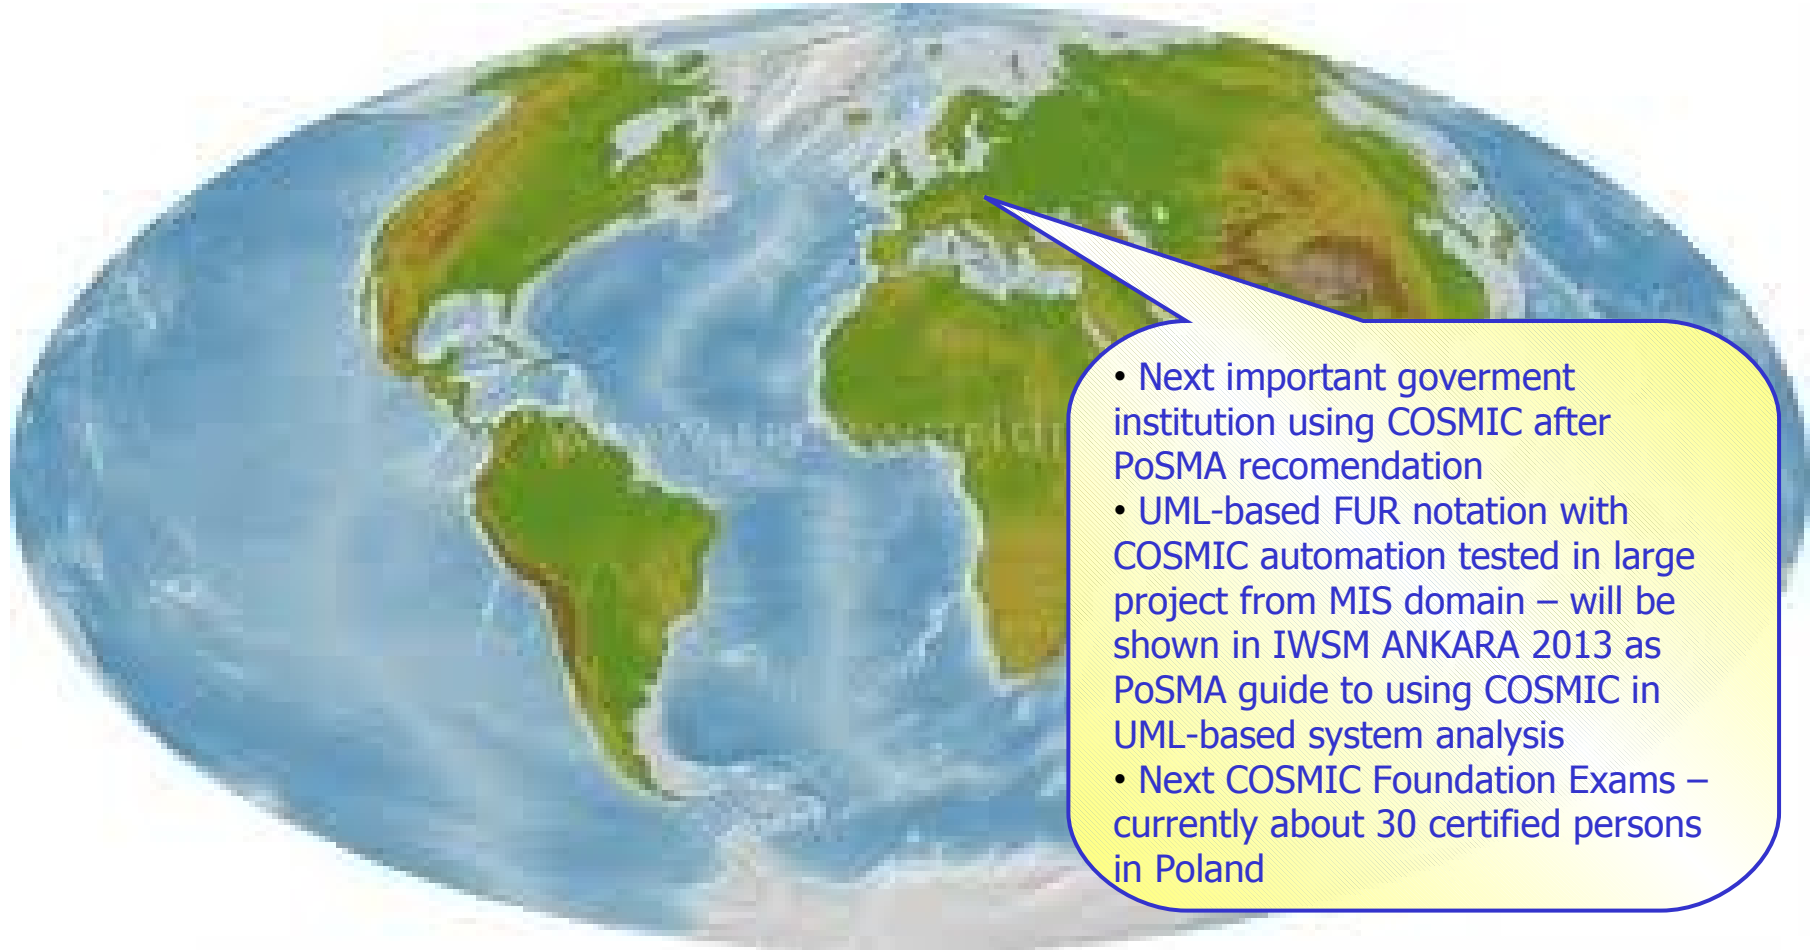 • Next important goverment
institution using COSMIC after
PoSMA recomendation
• UML-based FUR notation with
COSMIC automation tested in large
project from MIS domain – will be
shown in IWSM ANKARA 2013 as
PoSMA guide to using COSMIC in
UML-based system analysis
• Next COSMIC Foundation Exams –
currently about 30 certified persons
in Poland